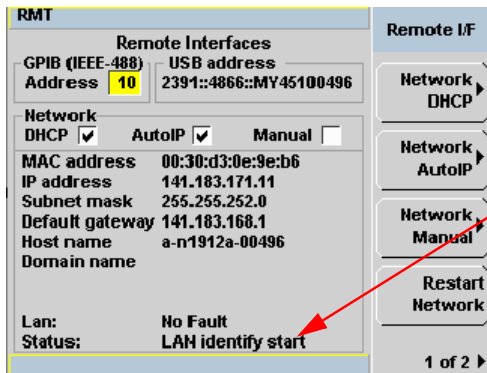 RMT
Remote Interfaces
GPIB (IEEE-488)
Address 10
USB address
2391::4866::MY45100496
Network
DHCP AutoIP Manual
MAC address 00:30:d3:0e:9e:b6
IP address 141.183.171.11
Subnet mask 255.255.252.0
Default gateway 141.183.168.1
Host name a-n1912a-00496
Domain name
Lan: No Fault
Status: LAN identify start
Remote I/F
Network
DHCP
Network
AutoIP
Network
Manual
Restart
Network
1 of 2